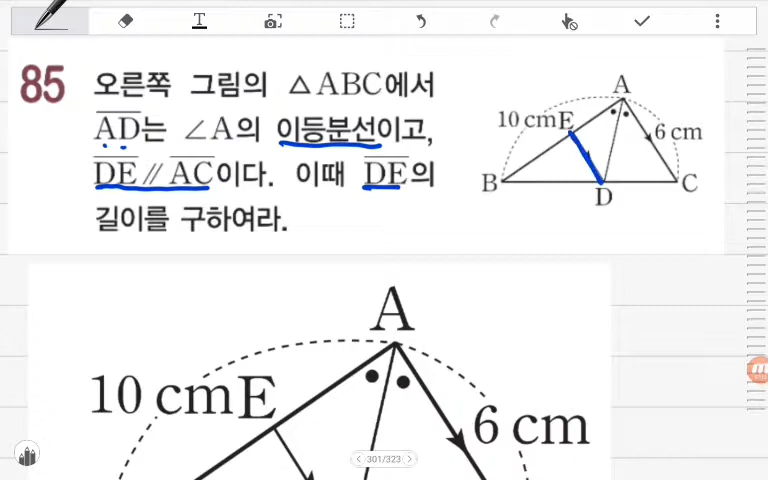 T
85 오른쪽 그림의 △ABC에서
AD는 ∠A의 이등분선이고,
DE∥AC이다. 이때 DE의
길이를 구하여라.
A
10 cm E
6 cm
B
D
C
A
10 cm E
6 cm
301/323